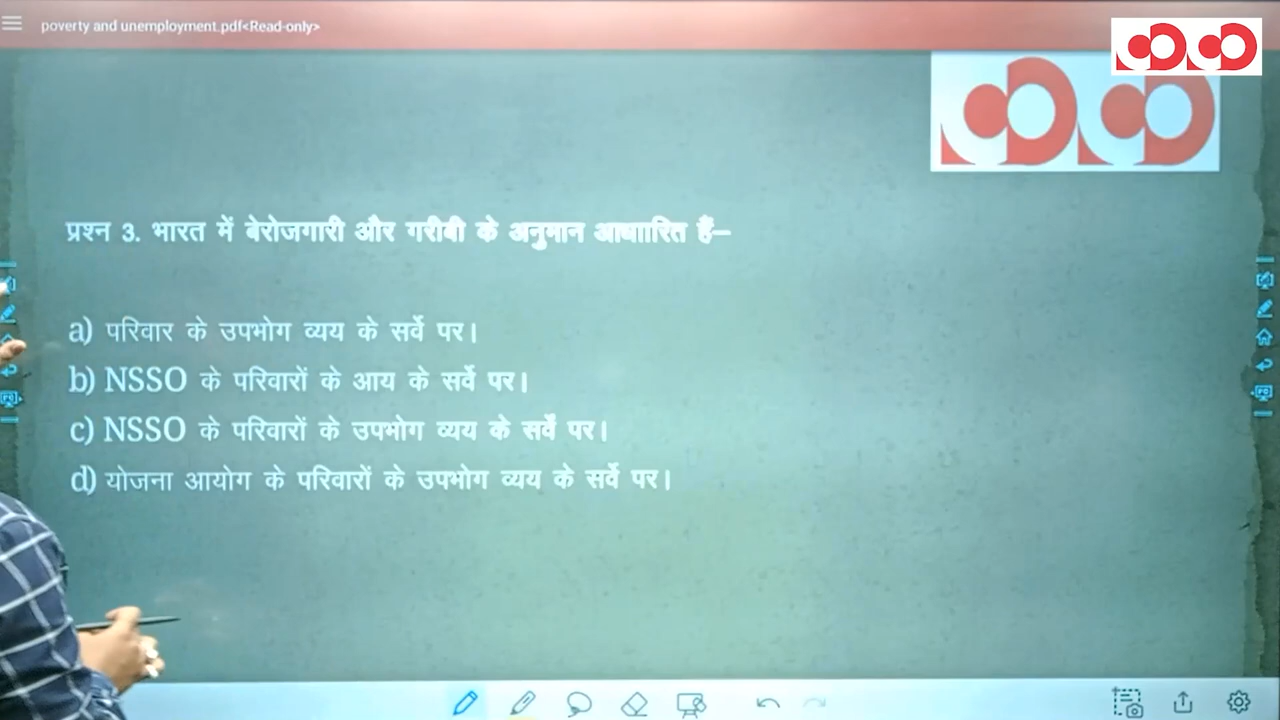 poverty and unemployment.pdf<Read-only>
प्रश्न 3. भारत में बेरोजगारी और गरीबी के अनुमान आधाारित हैं–
a) परिवार के उपभोग व्यय के सर्वे पर।
b) NSSO के परिवारों के आय के सर्वे पर।
c) NSSO के परिवारों के उपभोग व्यय के सर्वे पर।
d) योजना आयोग के परिवारों के उपभोग व्यय के सर्वे पर।